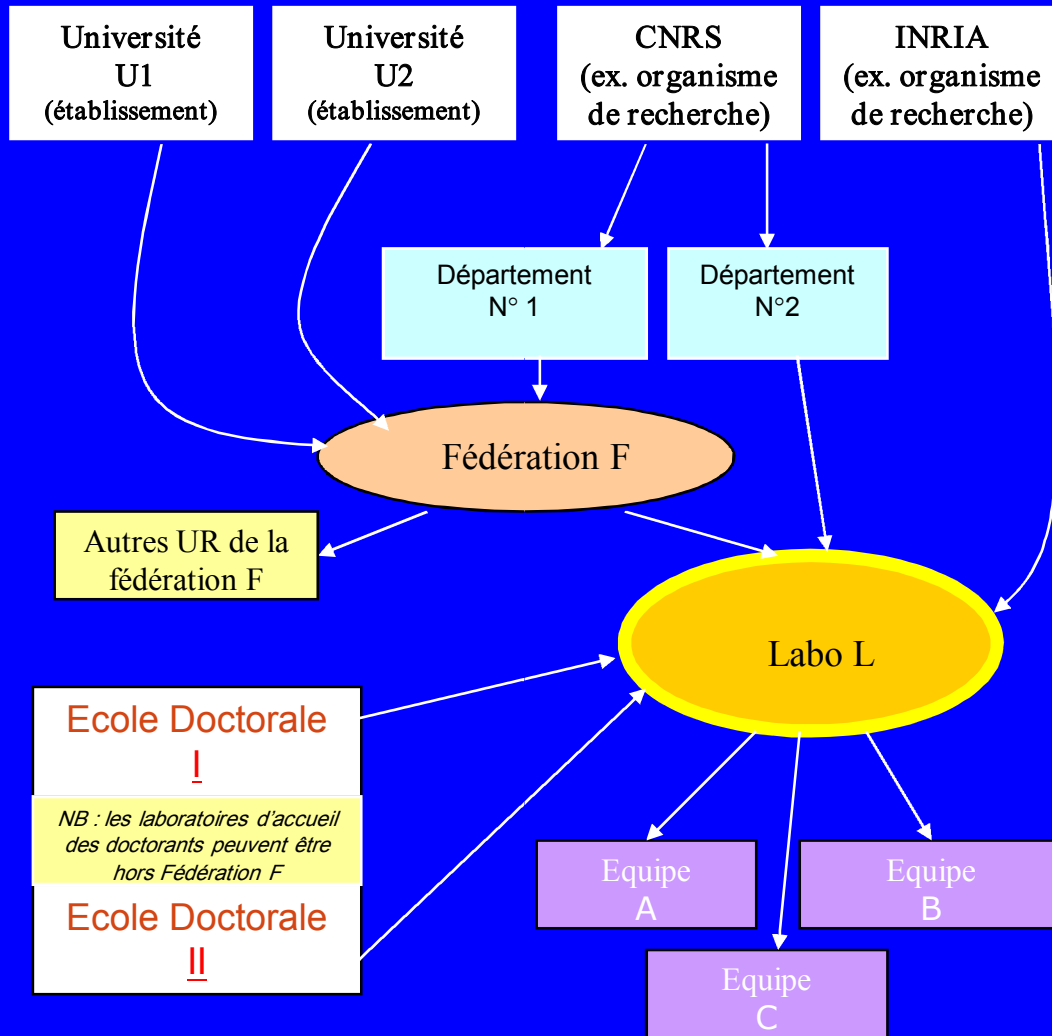 Université
U1
(établissement)
Université
U2
(établissement)
CNRS
(ex. organisme
de recherche)
INRIA
(ex. organisme
de recherche)
Département
N° 1
Département
N°2
Fédération F
Autres UR de la
fédération F
Labo L
Ecole Doctorale
I
NB : les laboratoires d'accueil
des doctorants peuvent être
hors Fédération F
Ecole Doctorale
II
Equipe
A
Equipe
B
Equipe
C